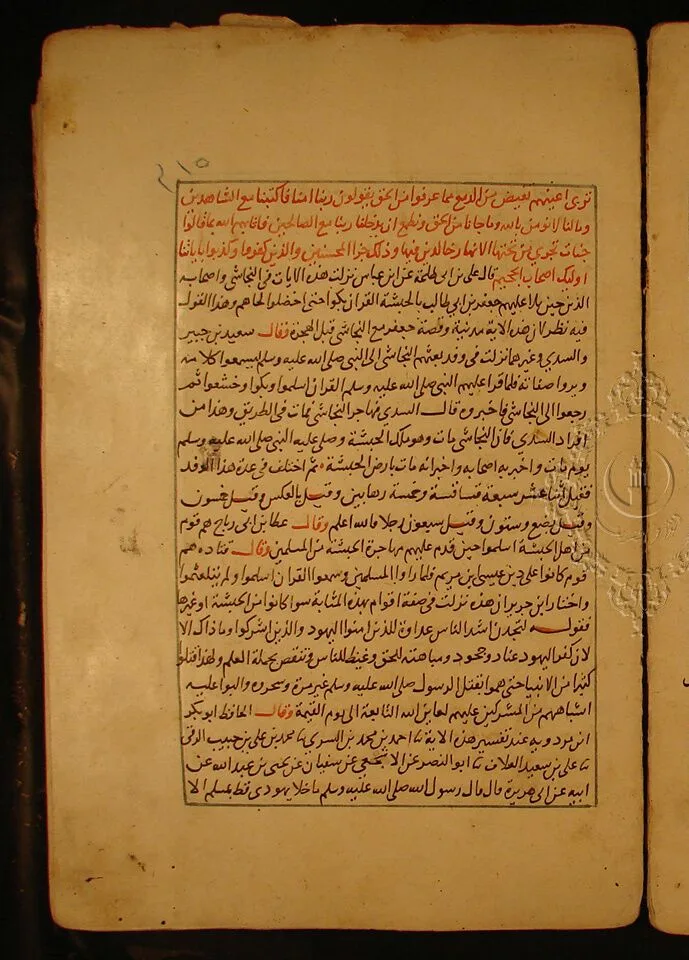 ٢١٥
ترى اعينهم تفيض من الدمع مما عرفوا من الحق يقولون ربنا امنا فاكتبنا مع الشاهدين
وما لنا لا نومن بالله وما جانا من الحق ونطمع ان يدخلنا ربنا مع الصالحين فاثابهم الله بما قالوا
جنات تجري من تحتها الانهار خالدين فيها وذلك جزا المحسنين والذين كفروا وكذبوا باياتنا
اوليك اصحاب الجحيم قال علي بن ابي طلحة عن ابن عباس نزلت هذه الايات في النجاشي واصحابه
الذين حين تلا عليهم جعفر بن ابي طالب بالحبشة القران بكوا حتى اخضلوا لحاهم وهذا القول
فيه نظر لان هذه الاية مدنية وقصة جعفر مع النجاشي قبل الهجرة وقال سعيد بن جبير
والسدي وغيرهما نزلت في وفد بعثهم النجاشي الى النبي صلى الله عليه وسلم ليسمعوا كلامه
ويروا صفاته فلما قرا عليهم النبي صلى الله عليه وسلم القران اسلموا وبكوا وخشعوا ثم
رجعوا الى النجاشي فاخبروه قال السدي فهاجر النجاشي فمات في الطريق وهذا من
افراد السدي فان النجاشي مات وهو ملك الحبشة وصلى عليه النبي صلى الله عليه وسلم
يوم مات واخبر به اصحابه واخبر انه مات بارض الحبشة ثم اختلف في عدة هذا الوفد
فقيل اثنا عشر سبعة قساقسة وخمسة رهابين وقيل بالعكس وقيل خمسون
وقيل بضع وستون وقيل سبعون رجلا فالله اعلم وقال عطا بن ابي رباح هم قوم
من اهل الحبشة اسلموا حين قدم عليهم مهاجرة الحبشة من المسلمين وقال قتاده هم
قوم كانوا على دين عيسى ابن مريم فلما راوا المسلمين وسمعوا القران اسلموا ولم يتلعثموا
واختار ابن جرير ان هذه نزلت في صفة اقوام بهذه المثابة سوا كانوا من الحبشة او غيرها
فقوله لتجدن اشد الناس عداوة للذين امنوا اليهود والذين اشركوا وما ذاك الا
لان كفر اليهود عناد وجحود ومباهتة للحق وغمط للناس وتنقص بحملة العلم ولهذا قتلوا
كثيرا من الانبيا حتى هموا بقتل الرسول صلى الله عليه وسلم غير مرة وسحروه والبوا عليه
اشباههم من المشركين عليهم لعاين الله التابعة الى يوم القيمة وقال الحافظ ابو بكر
ابن مردويه عند تفسير هذه الاية ثنا احمد بن محمد بن السري ثنا محمد بن علي بن حبيب الرقي
ثنا علي بن سعيد العلاف ثنا ابو النضر عن الاشجعي عن سفيان عن يحيى بن عبد الله عن
ابيه عن ابي هريرة قال قال رسول الله صلى الله عليه وسلم ما خلا يهودي قط بمسلم الا